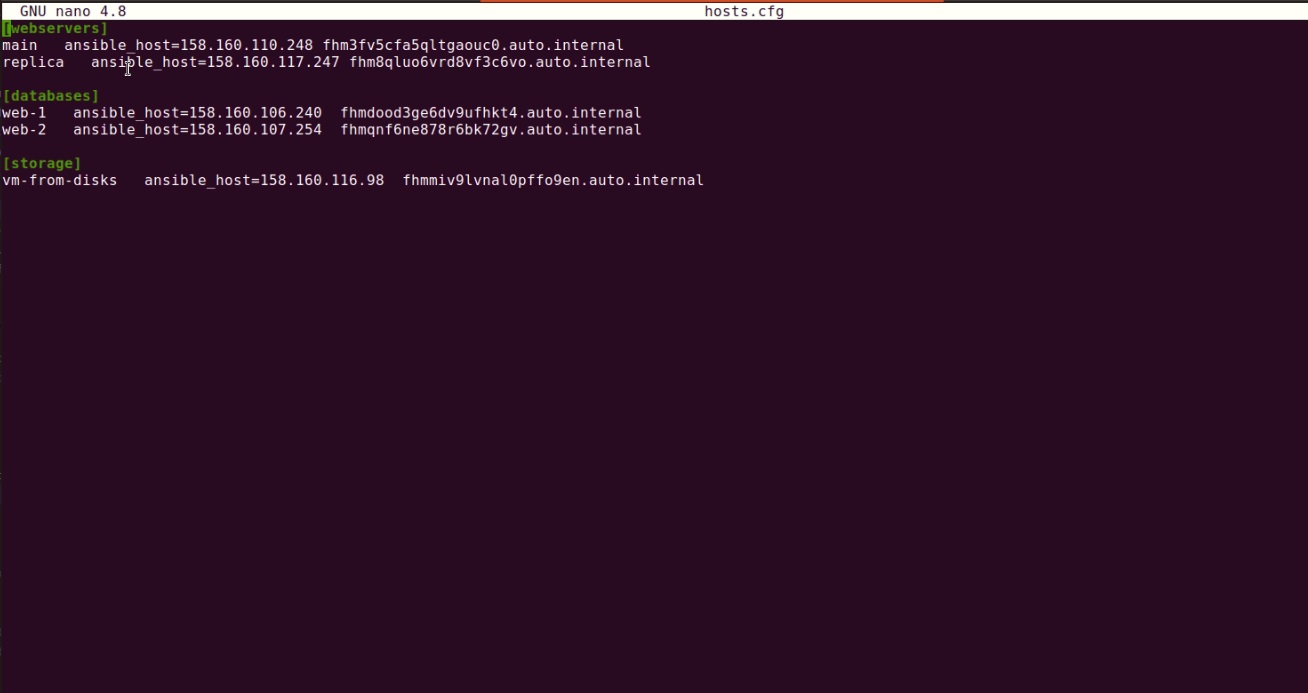 GNU nano 4.8 hosts.cfg
[webservers]
main ansible_host=158.160.110.248 fhm3fv5cfa5qltgaouc0.auto.internal
replica ansible_host=158.160.117.247 fhm8qluo6vrd8vf3c6vo.auto.internal
[databases]
web-1 ansible_host=158.160.106.240 fhmdood3ge6dv9ufhkt4.auto.internal
web-2 ansible_host=158.160.107.254 fhmqnf6ne878r6bk72gv.auto.internal
[storage]
vm-from-disks ansible_host=158.160.116.98 fhmmiv9lvnal0pffo9en.auto.internal